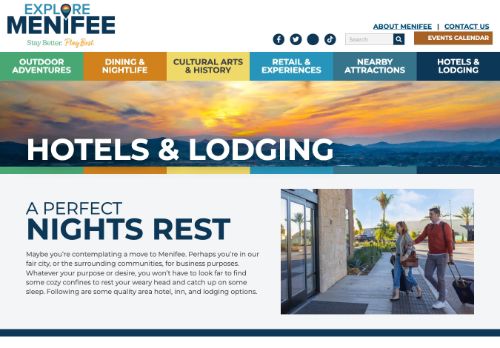 EXPLORE
MENIFEE
Stay Better. Play Best.
ABOUT MENIFEE | CONTACT US
Search
EVENTS CALENDAR
OUTDOOR
ADVENTURES
DINING &
NIGHTLIFE
CULTURAL ARTS
& HISTORY
RETAIL &
EXPERIENCES
NEARBY
ATTRACTIONS
HOTELS &
LODGING
HOTELS & LODGING
A PERFECT
NIGHTS REST
Maybe you're contemplating a move to Menifee. Perhaps you're in our
fair city, or the surrounding communities, for business purposes.
Whatever your purpose or desire, you won't have to look far to find
some cozy confines to rest your weary head and catch up on some
sleep. Following are some quality area hotel, inn, and lodging options.